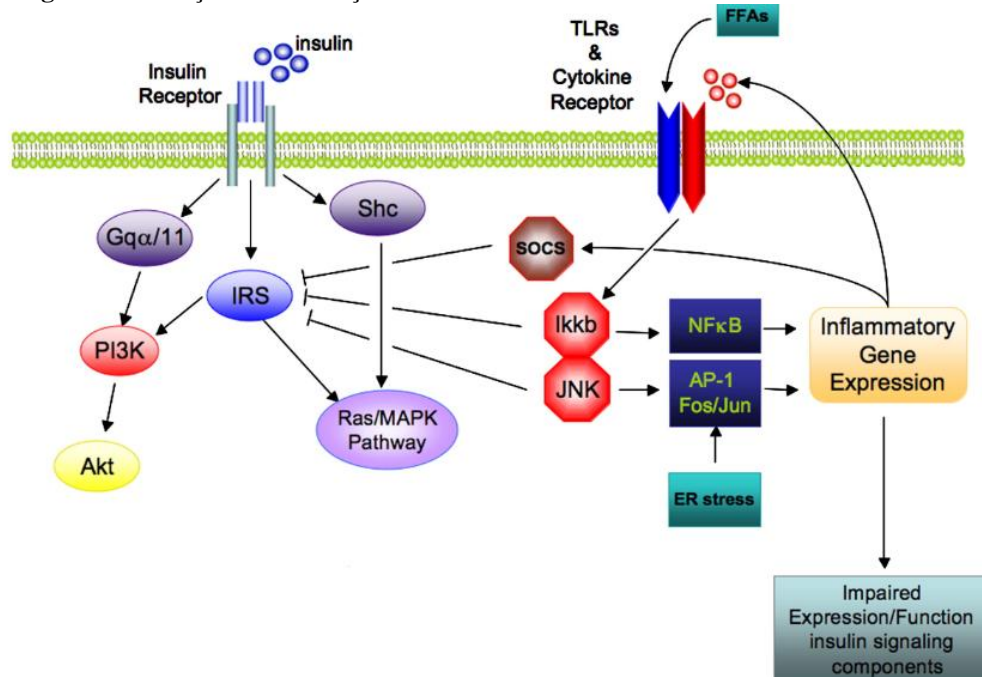 FFAs
TLRs
&
Cytokine
Receptor
insulin
Insulin
Receptor
Shc
Gqα/11
SOCS
IRS
Ikkb
NFκB
Inflammatory
Gene
Expression
PI3K
JNK
AP-1
Fos/Jun
Ras/MAPK
Pathway
Akt
ER stress
Impaired
Expression/Function
insulin signaling
components